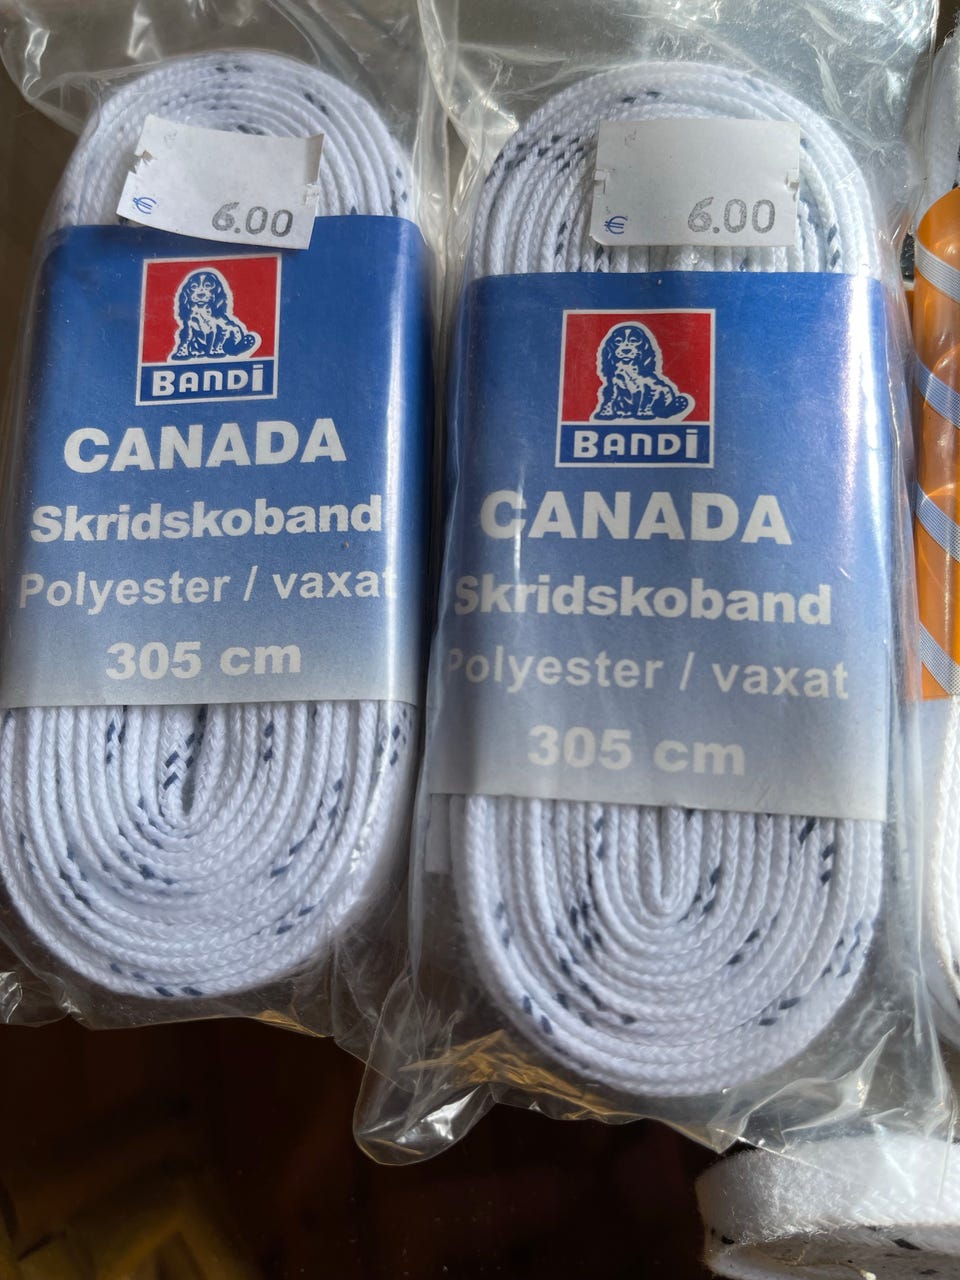 € 6.00
BANDi
CANADA
Skridskoband
Polyester / vaxat
305 cm
€ 6.00
BANDi
CANADA
Skridskoband
Polyester / vaxat
305 cm